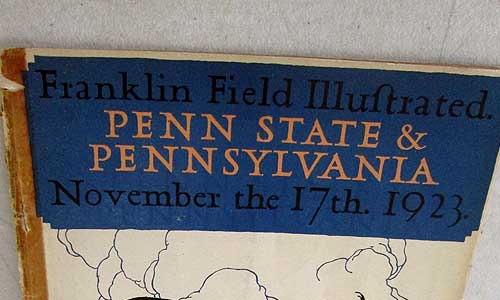 Franklin Field Illuſtrated.
PENN STATE &
PENNSYLVANIA
November the 17th. 1923.